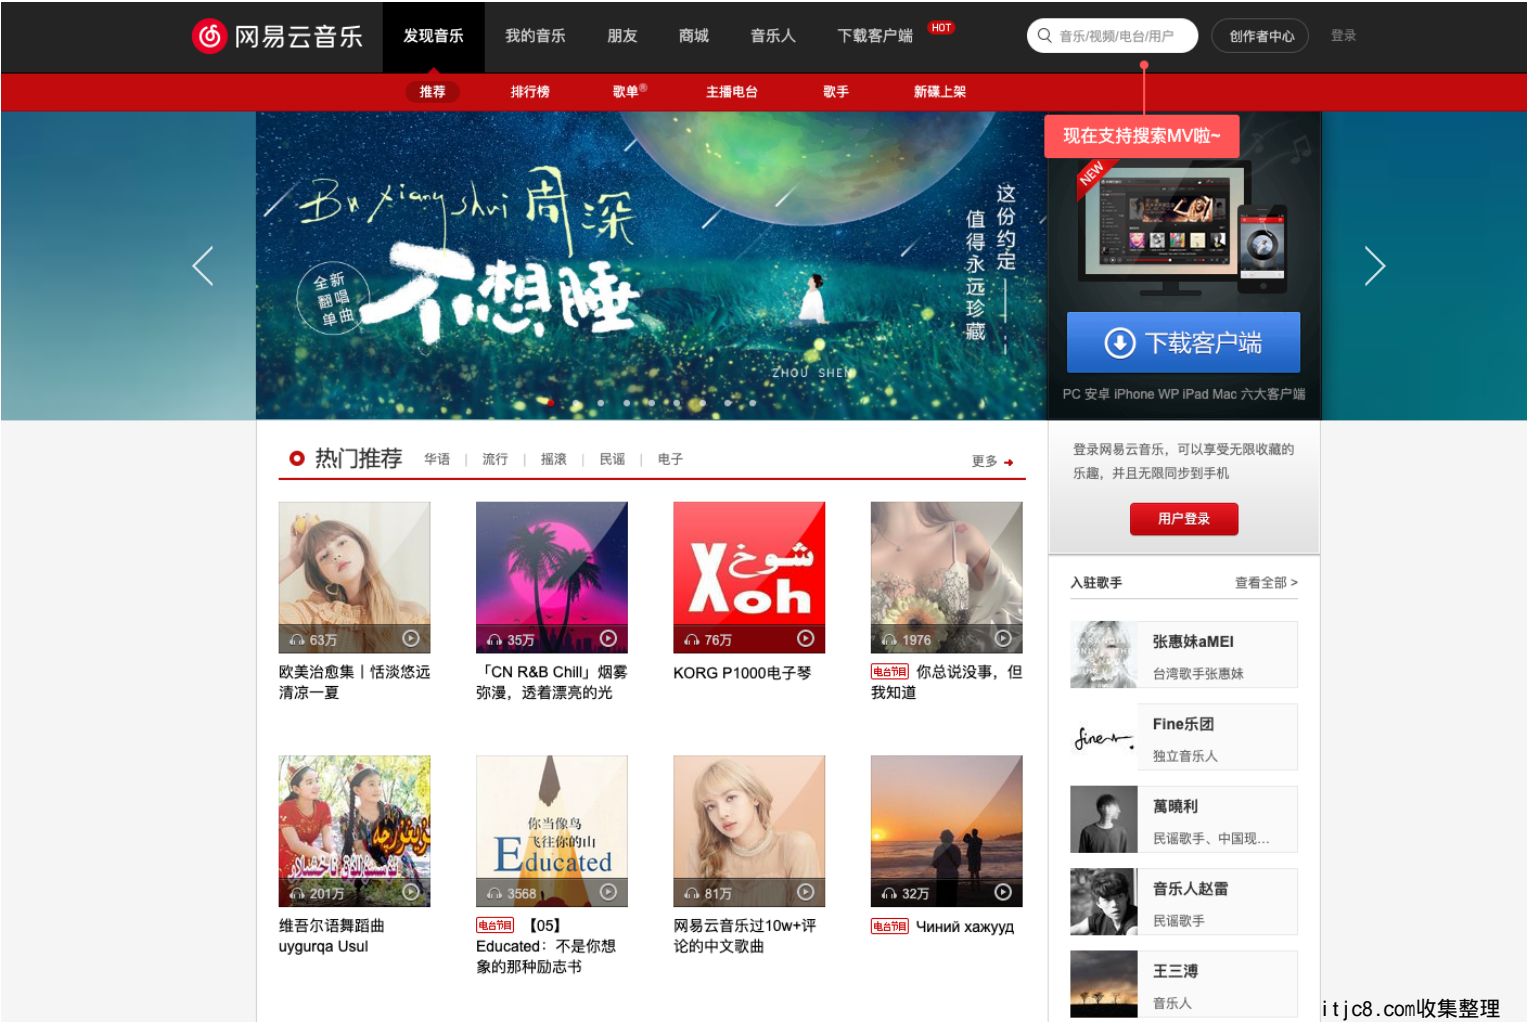 网易云音乐
发现音乐 我的音乐 朋友 商城 音乐人 下载客户端 HOT
音乐/视频/电台/用户
创作者中心 登录
推荐 排行榜 歌单® 主播电台 歌手 新碟上架
现在支持搜索MV啦~
Bu xiang shui 周深
不想睡
全新
翻唱
单曲
这份约定
值得永远珍藏
ZHOU SHEN
NEW
下载客户端
PC 安卓 iPhone WP iPad Mac 六大客户端
热门推荐 华语 | 流行 | 摇滚 | 民谣 | 电子
更多
63万
欧美治愈集丨恬淡悠远
清凉一夏
35万
「CN R&B Chill」烟雾
弥漫，透着漂亮的光
شوخ
Xoh
76万
KORG P1000电子琴
1976
电台节目 你总说没事，但
我知道
201万
维吾尔语舞蹈曲
uygurqa Usul
你当像鸟
飞往你的山
Educated
3568
电台节目 【05】
Educated：不是你想
象的那种励志书
81万
网易云音乐过10w+评
论的中文歌曲
32万
电台节目 Чиний хажууд
登录网易云音乐，可以享受无限收藏的
乐趣，并且无限同步到手机
用户登录
入驻歌手 查看全部 >
张惠妹aMEI
台湾歌手张惠妹
fine
Fine乐团
独立音乐人
萬曉利
民谣歌手、中国现...
音乐人赵雷
民谣歌手
王三溥
音乐人
itjc8.com收集整理